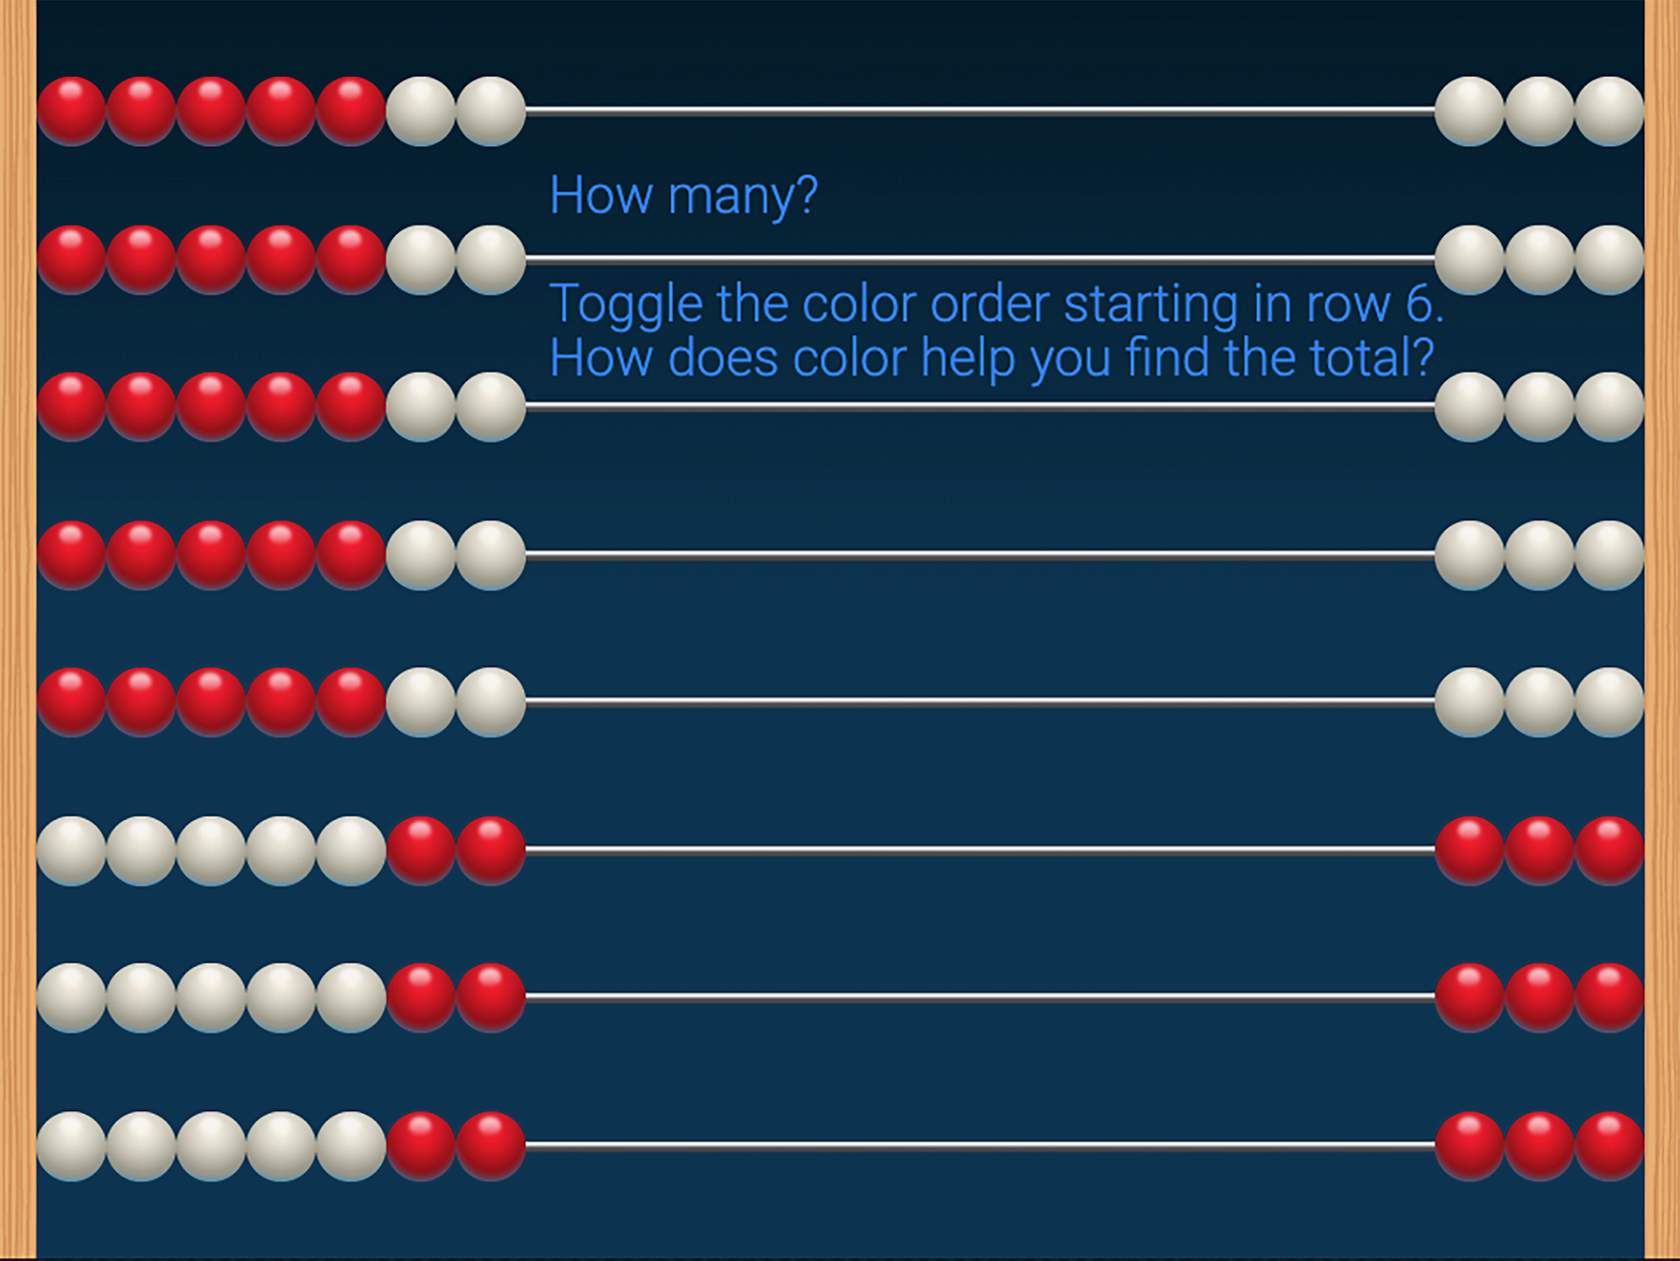 How many?
Toggle the color order starting in row 6.
How does color help you find the total?